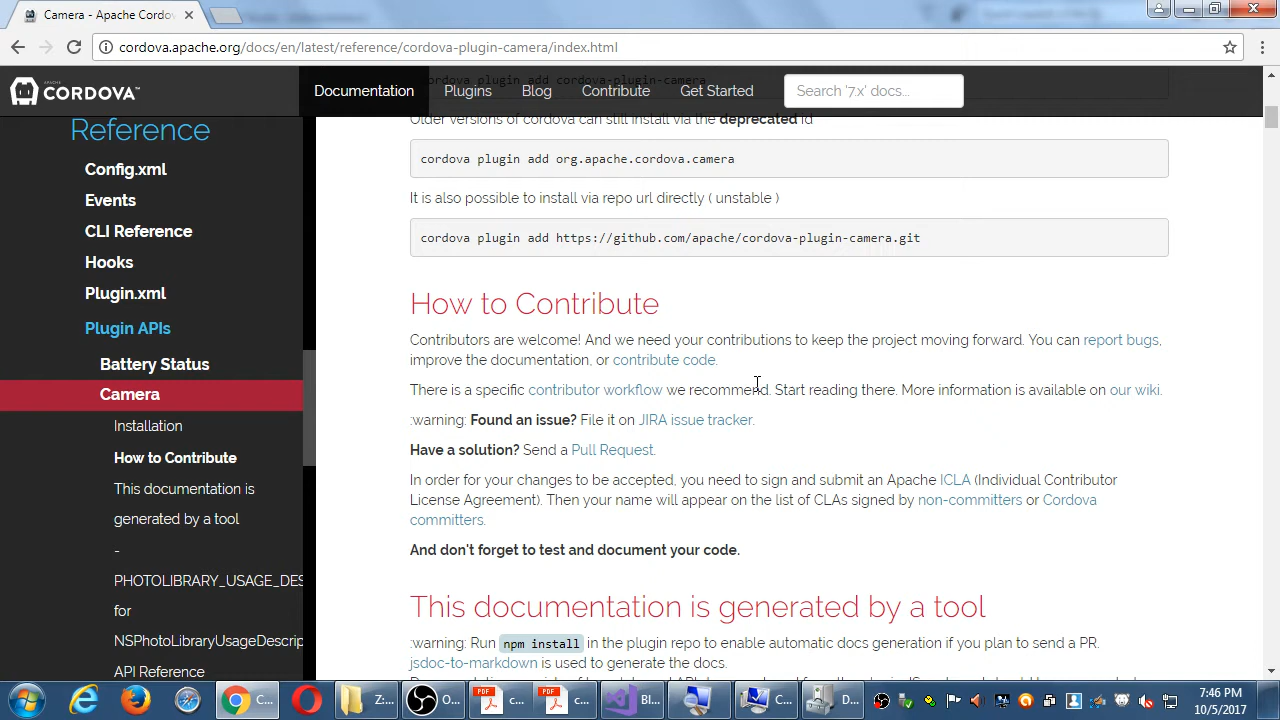 Camera - Apache Cordo
cordova.apache.org/docs/en/latest/reference/cordova-plugin-camera/index.html
APACHE
CORDOVA™
Documentation
Plugins
Blog
Contribute
Get Started
Search '7.x' docs...
Reference
Config.xml
Events
CLI Reference
Hooks
Plugin.xml
Plugin APIs
Battery Status
Camera
Installation
How to Contribute
This documentation is
generated by a tool
-
PHOTOLIBRARY_USAGE_DES
for
NSPhotoLibraryUsageDescrip
API Reference
cordova plugin add cordova-plugin-camera
Older versions of cordova can still install via the deprecated id
cordova plugin add org.apache.cordova.camera
It is also possible to install via repo url directly ( unstable )
cordova plugin add https://github.com/apache/cordova-plugin-camera.git
How to Contribute
Contributors are welcome! And we need your contributions to keep the project moving forward. You can report bugs,
improve the documentation, or contribute code.
There is a specific contributor workflow we recommend. Start reading there. More information is available on our wiki.
:warning: Found an issue? File it on JIRA issue tracker.
Have a solution? Send a Pull Request.
In order for your changes to be accepted, you need to sign and submit an Apache ICLA (Individual Contributor
License Agreement). Then your name will appear on the list of CLAs signed by non-committers or Cordova
committers.
And don't forget to test and document your code.
This documentation is generated by a tool
:warning: Run npm install in the plugin repo to enable automatic docs generation if you plan to send a PR.
jsdoc-to-markdown is used to generate the docs.
C...
Z:...
O...
PDF
c...
PDF
c...
Bl...
C...
D...
7:46 PM
10/5/2017